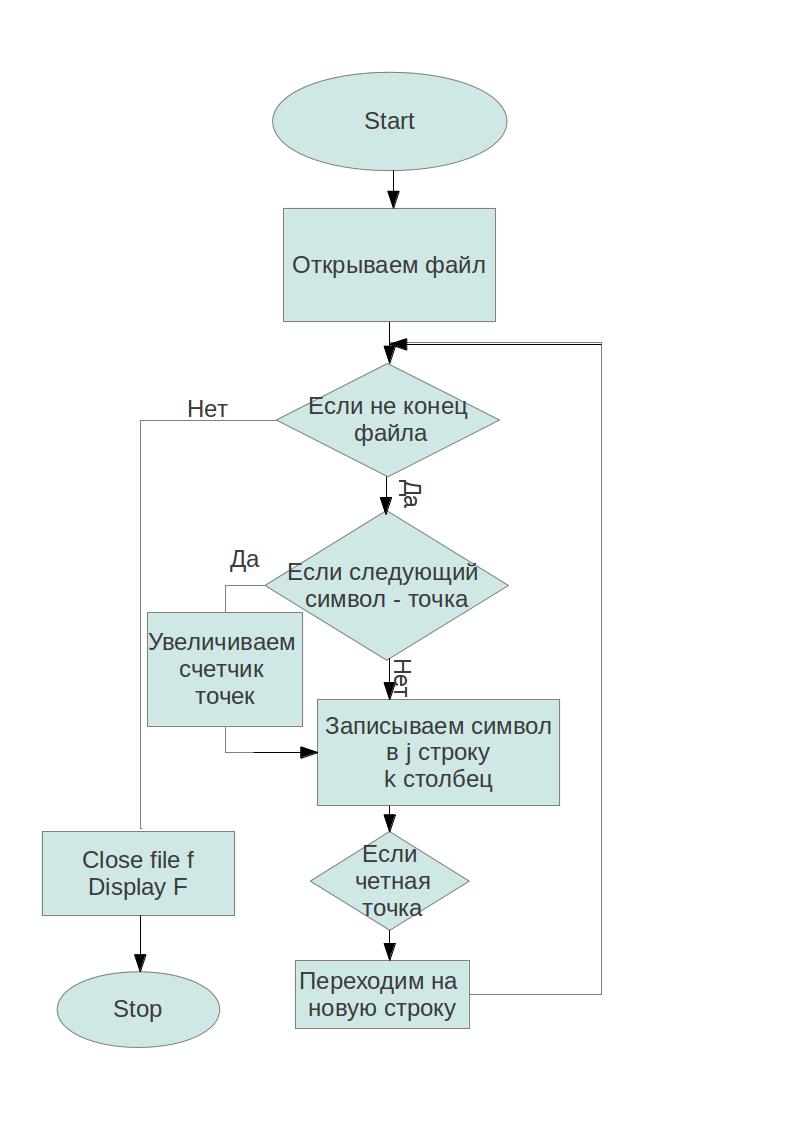 Start
Открываем файл
Если не конец
файла
Нет
Да
Если следующий
символ - точка
Да
Увеличиваем
счетчик
точек
Нет
Записываем символ
в j строку
k столбец
Если
четная
точка
Переходим на
новую строку
Close file f
Display F
Stop